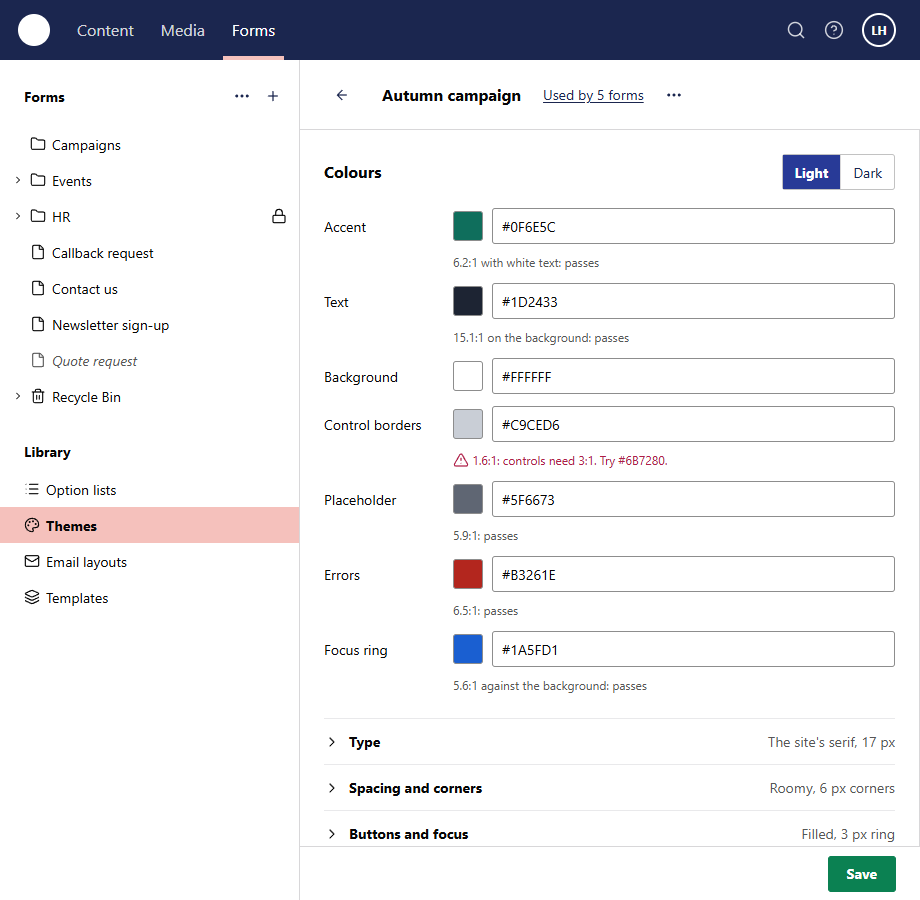 Content Media Forms LH
Forms
Campaigns
Events
HR
Callback request
Contact us
Newsletter sign-up
Quote request
Recycle Bin
Library
Option lists
Themes
Email layouts
Templates
Autumn campaign Used by 5 forms
Colours Light Dark
Accent #0F6E5C
6.2:1 with white text: passes
Text #1D2433
15.1:1 on the background: passes
Background #FFFFFF
Control borders #C9CED6
1.6:1: controls need 3:1. Try #6B7280.
Placeholder #5F6673
5.9:1: passes
Errors #B3261E
6.5:1: passes
Focus ring #1A5FD1
5.6:1 against the background: passes
Type The site's serif, 17 px
Spacing and corners Roomy, 6 px corners
Buttons and focus Filled, 3 px ring
Save